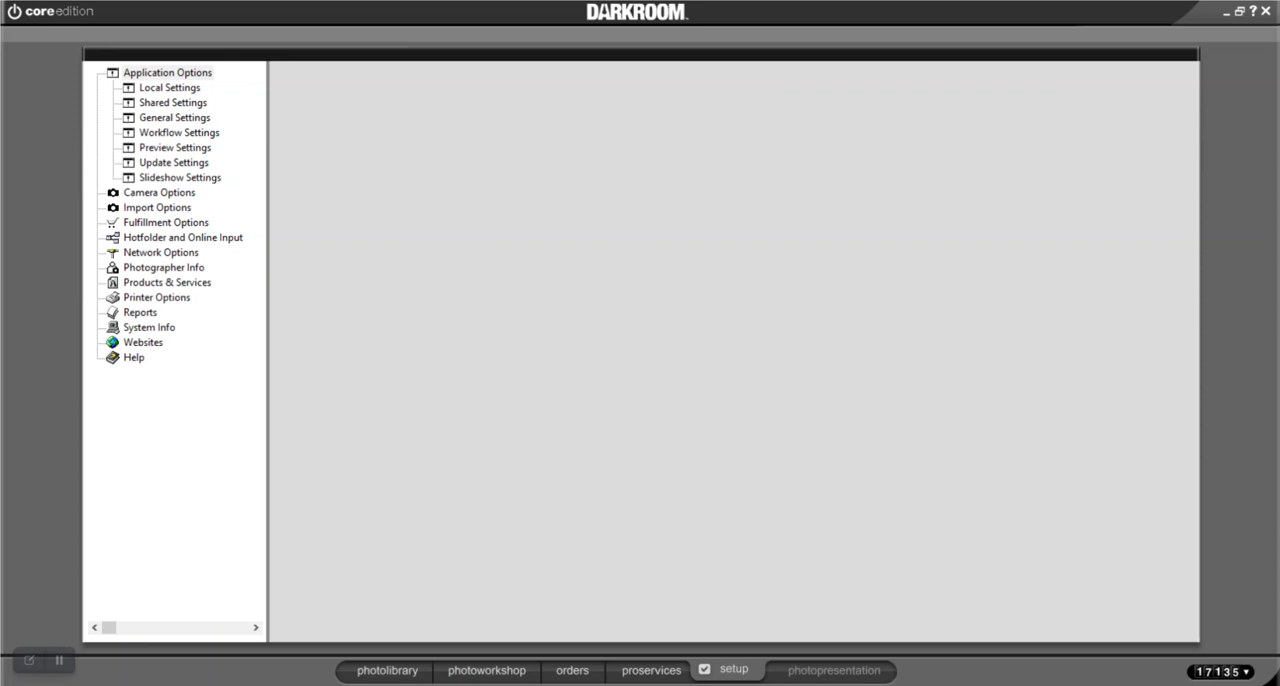 coreedition
DARKROOM
Application Options
Local Settings
Shared Settings
General Settings
Workflow Settings
Preview Settings
Update Settings
Slideshow Settings
Camera Options
Import Options
Fulfillment Options
Hotfolder and Online Input
Network Options
Photographer Info
Products & Services
Printer Options
Reports
System Info
Websites
Help
photolibrary photoworkshop orders proservices setup photopresentation
17135